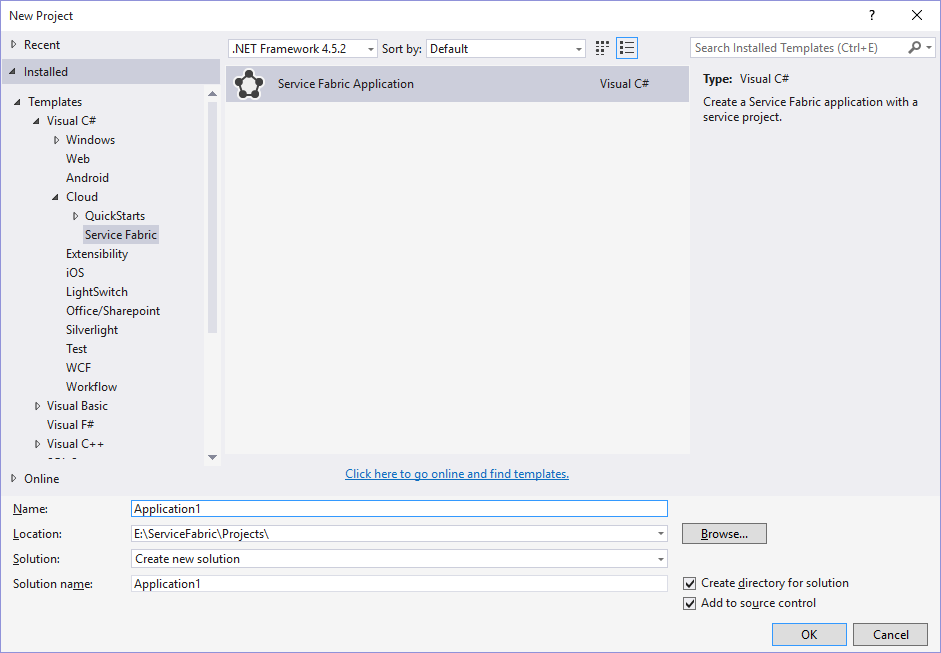 New Project
?
Recent
.NET Framework 4.5.2
Sort by:
Default
Search Installed Templates (Ctrl+E)
Installed
Service Fabric Application
Visual C#
Type: Visual C#
Create a Service Fabric application with a
service project.
Templates
Visual C#
Windows
Web
Android
Cloud
QuickStarts
Service Fabric
Extensibility
iOS
LightSwitch
Office/Sharepoint
Silverlight
Test
WCF
Workflow
Visual Basic
Visual F#
Visual C++
Online
Click here to go online and find templates.
Name:
Application1
Location:
E:\ServiceFabric\Projects\
Browse...
Solution:
Create new solution
Solution name:
Application1
Create directory for solution
Add to source control
OK
Cancel